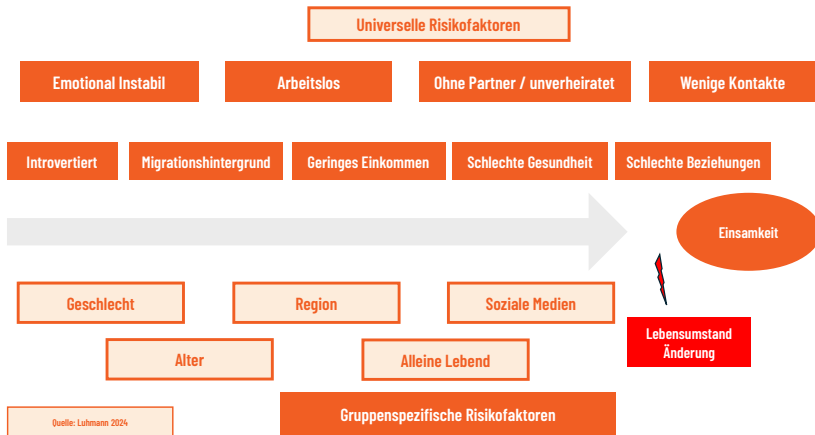 Universelle Risikofaktoren
Emotional Instabil
Arbeitslos
Ohne Partner / unverheiratet
Wenige Kontakte
Introvertiert
Migrationshintergrund
Geringes Einkommen
Schlechte Gesundheit
Schlechte Beziehungen
Einsamkeit
Geschlecht
Region
Soziale Medien
Lebensumstand
Änderung
Alter
Alleine Lebend
Gruppenspezifische Risikofaktoren
Quelle: Luhmann 2024